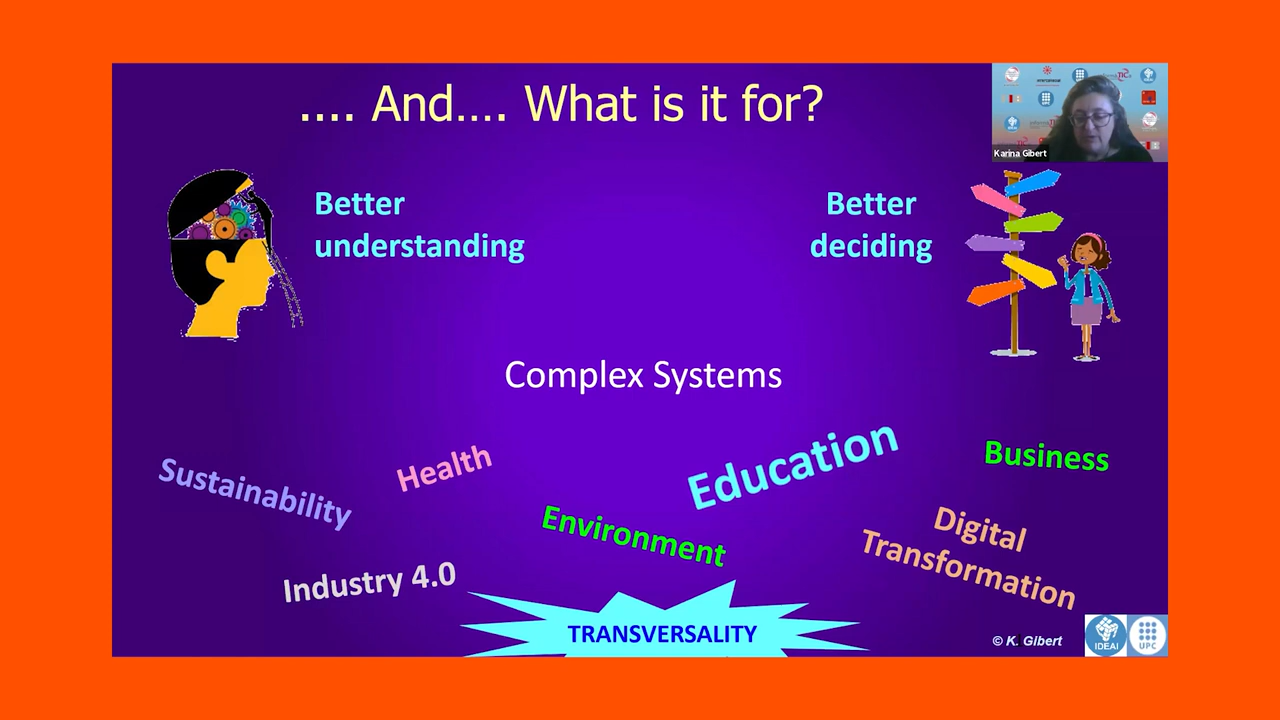 .... And.... What is it for?
Karina Gibert
Better
understanding
Better
deciding
Complex Systems
Sustainability
Health
Education
Business
Environment
Digital
Transformation
Industry 4.0
TRANSVERSALITY
© K. Gibert
IDEAI
UPC